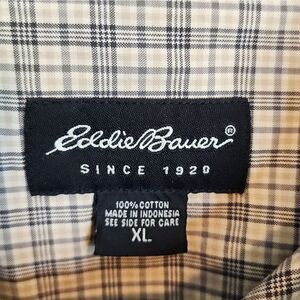 Eddie Bauer®
SINCE 1920
100% COTTON
MADE IN INDONESIA
SEE SIDE FOR CARE
XL